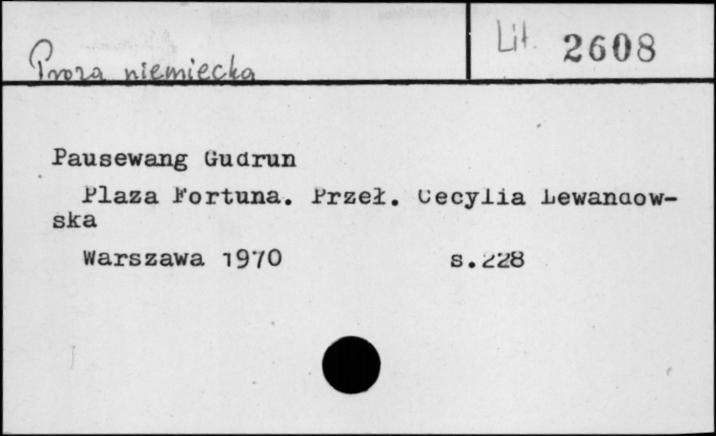 Proza niemiecka
Lit. 2608
Pausewang Gudrun
Plaza Fortuna. Przeł. Cecylia Lewandow-
ska
Warszawa 1970 s.228